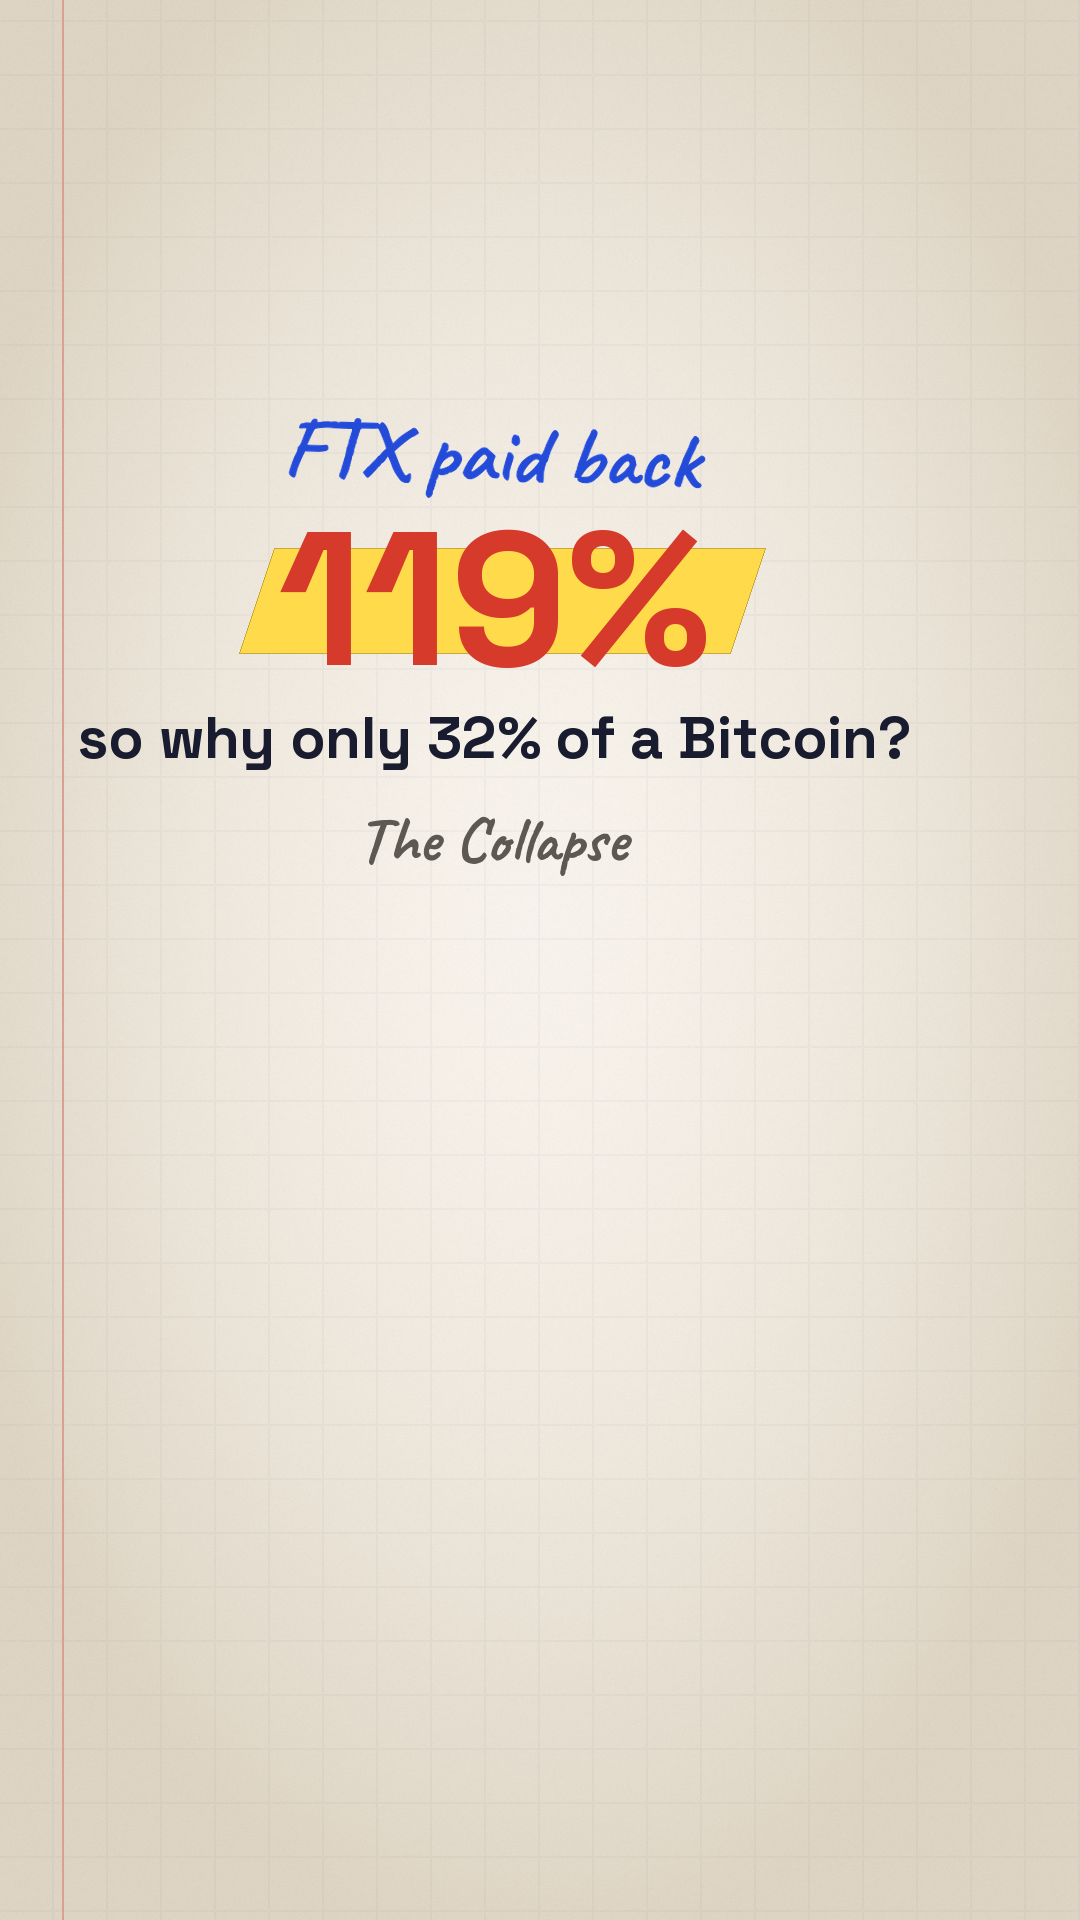 FTX paid back
119%
so why only 32% of a Bitcoin?
The Collapse